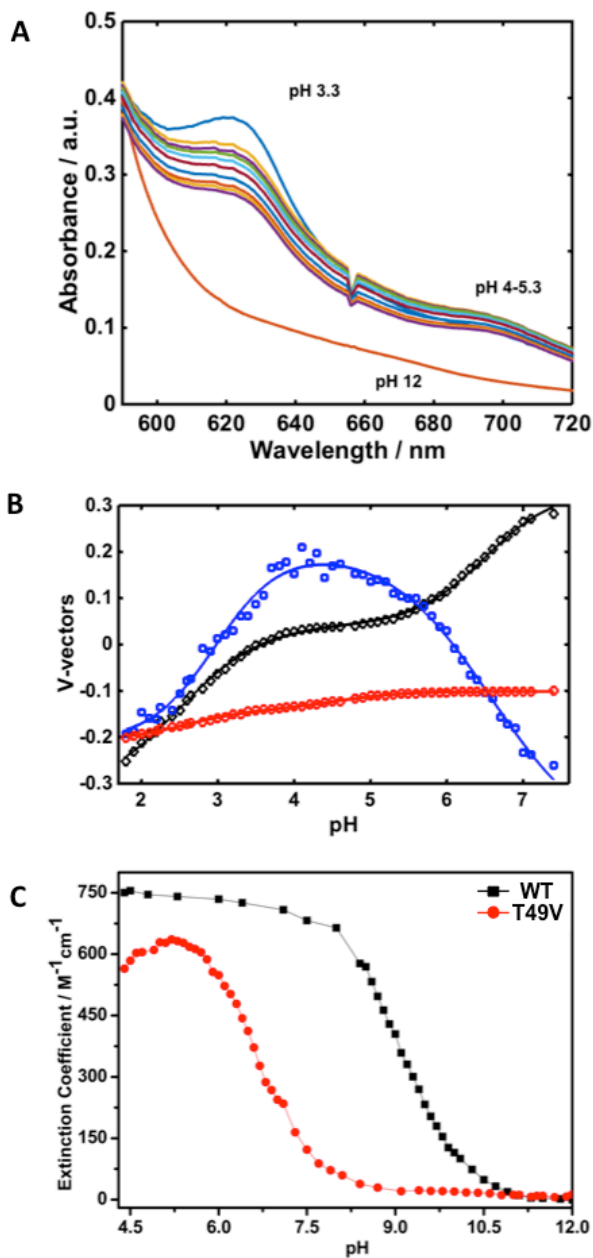 A
0.5
0.4
0.3
0.2
0.1
0
Absorbance / a.u.
pH 3.3
pH 4-5.3
pH 12
600 620 640 660 680 700 720
Wavelength / nm
B
0.3
0.2
0.1
0
-0.1
-0.2
-0.3
V-vectors
2 3 4 5 6 7
pH
C
750
600
450
300
150
0
Extinction Coefficient / M⁻¹cm⁻¹
WT
T49V
4.5 6.0 7.5 9.0 10.5 12.0
pH